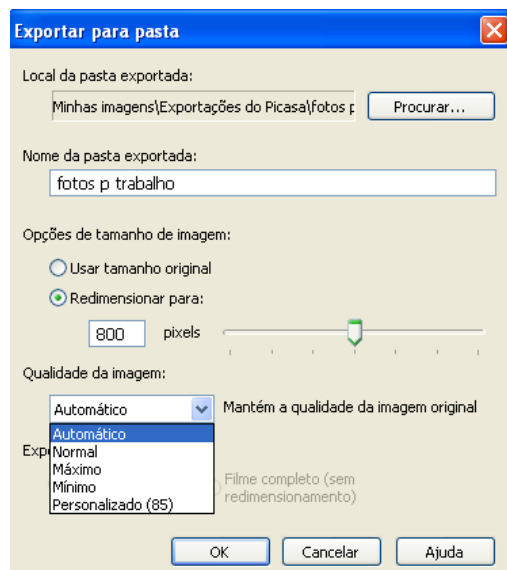 Exportar para pasta
Local da pasta exportada:
Minhas imagens\Exportações do Picasa\fotos p
Procurar...
Nome da pasta exportada:
fotos p trabalho
Opções de tamanho de imagem:
Usar tamanho original
Redimensionar para:
800 pixels
Qualidade da imagem:
Automático Mantém a qualidade da imagem original
Automático
Normal
Máximo
Mínimo
Personalizado (85)
Filme completo (sem
redimensionamento)
OK Cancelar Ajuda